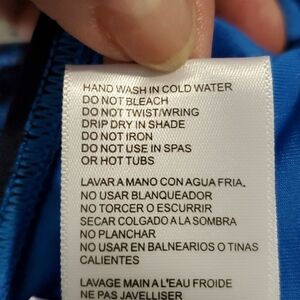 HAND WASH IN COLD WATER
DO NOT BLEACH
DO NOT TWIST/WRING
DRIP DRY IN SHADE
DO NOT IRON
DO NOT USE IN SPAS
OR HOT TUBS
LAVAR A MANO CON AGUA FRIA.
NO USAR BLANQUEADOR
NO TORCER O ESCURRIR
SECAR COLGADO A LA SOMBRA
NO PLANCHAR
NO USAR EN BALNEARIOS O TINAS
CALIENTES
LAVAGE MAIN A L'EAU FROIDE
NE PAS JAVELLISER